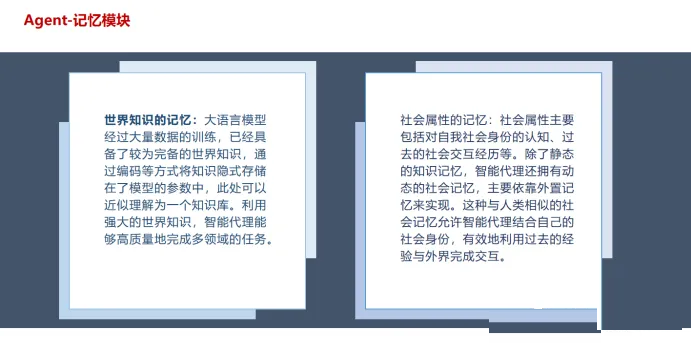 Agent-记忆模块
世界知识的记忆：大语言模型
经过大量数据的训练，已经具
备了较为完备的世界知识，通
过编码等方式将知识隐式存储
在了模型的参数中，此处可以
近似理解为一个知识库。利用
强大的世界知识，智能代理能
够高质量地完成多领域的任务。
社会属性的记忆：社会属性主要
包括对自我社会身份的认知、过
去的社会交互经历等。除了静态
的知识记忆，智能代理还拥有动
态的社会记忆，主要依靠外置记
忆来实现。这种与人类相似的社
会记忆允许智能代理结合自己的
社会身份，有效地利用过去的经
验与外界完成交互。